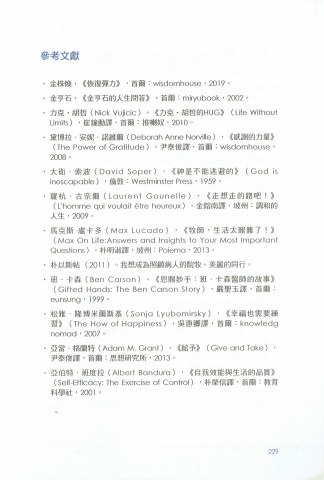 參考文獻
・ 金株煥，《恢復彈力》，首爾：wisdomhouse，2019。
・ 金亨石，《金亨石的人生問答》，首爾：miryubook，2002。
・ 力克・胡哲（Nick Vujicic），《力克・胡哲的HUG》（Life Without
Limits），崔鐘勳譯，首爾：推喇奴，2010。
・ 黛博拉・安妮・諾維爾（Deborah Anne Norville），《感謝的力量》
（The Power of Gratitude），尹泰俊譯，首爾：wisdomhouse，
2008。
・ 大衛・索波（David Soper），《神是不能逃避的》（God is
inescapable），倫敦：Westminster Press，1959。
・ 羅杭・古奈爾（Laurent Gounelle），《走想走的路吧！》
（L'homme qui voulait être heureux），金鎔南譯，坡州：調和的
人生，2009。
・ 馬克斯・盧卡多（Max Lucado），《牧師，生活太艱難了！》
（Max On Life:Answers and Insights to Your Most Important
Questions），朴明淑譯，坡州：Poiema，2013。
・ 朴以斯帖（2011）。我想成為照顧病人的院牧。美麗的同行。
・ 班・卡森（Ben Carson），《恩賜妙手：班・卡森醫師的故事》
（Gifted Hands: The Ben Carson Story），嚴聖玉譯，首爾：
eunsung，1999。
・ 松雅・隆博米爾斯基（Sonja Lyubomirsky），《幸福也需要練
習》（The How of Happiness），吳惠卿譯，首爾：knowledg
nomad，2007。
・ 亞當・格蘭特（Adam M. Grant），《給予》（Give and Take），
尹泰俊譯，首爾：思想研究所，2013。
・ 亞伯特・班度拉（Albert Bandura），《自我效能與生活的品質》
（Self-Efficacy: The Exercise of Control），朴榮信譯，首爾：教育
科學社，2001。
229